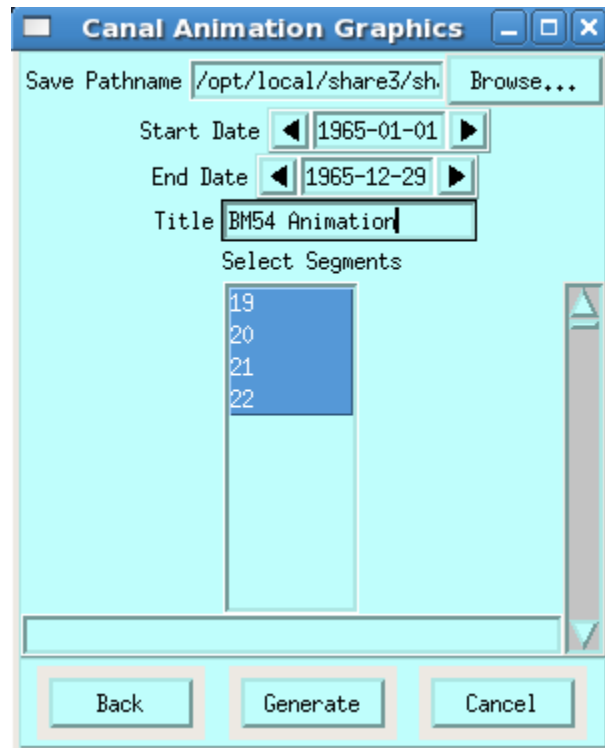 Canal Animation Graphics
Save Pathname /opt/local/share3/sh. Browse...
Start Date 1965-01-01
End Date 1965-12-29
Title BM54 Animation
Select Segments
19
20
21
22
Back Generate Cancel